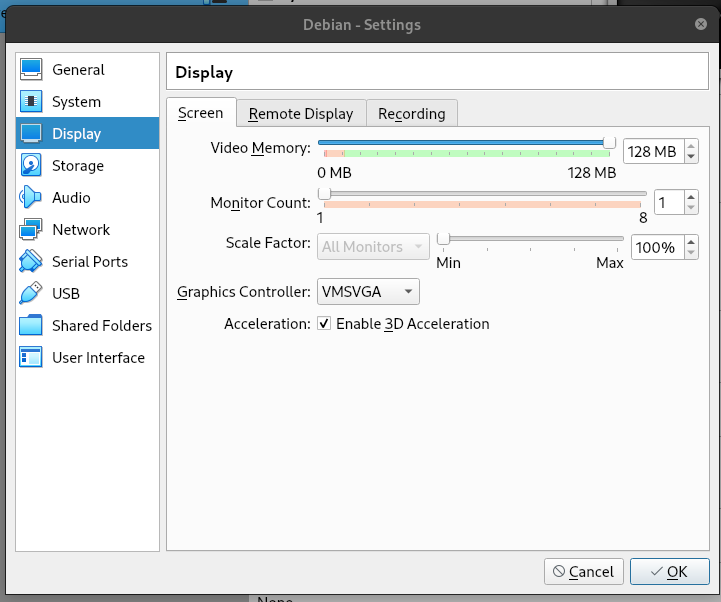 Debian - Settings
General
System
Display
Storage
Audio
Network
Serial Ports
USB
Shared Folders
User Interface
Display
Screen
Remote Display
Recording
Video Memory:
128 MB
0 MB
128 MB
Monitor Count:
1
1
8
Scale Factor:
All Monitors
100%
Min
Max
Graphics Controller:
VMSVGA
Acceleration:
Enable 3D Acceleration
Cancel
OK